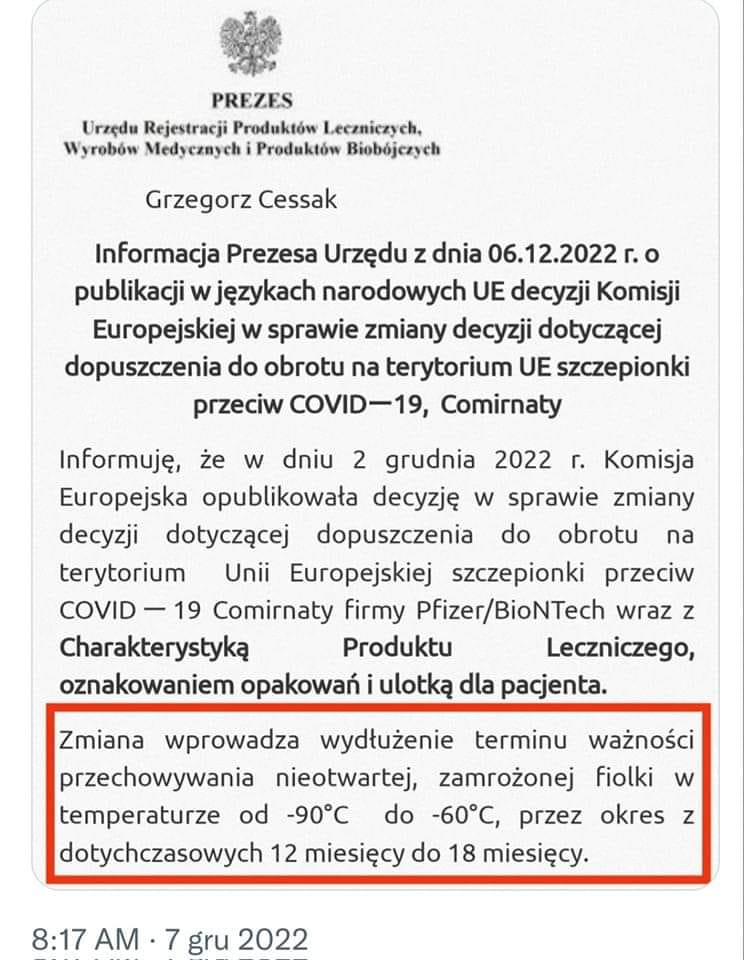 PREZES
Urzędu Rejestracji Produktów Leczniczych,
Wyrobów Medycznych i Produktów Biobójczych
Grzegorz Cessak
Informacja Prezesa Urzędu z dnia 06.12.2022 r. o
publikacji w językach narodowych UE decyzji Komisji
Europejskiej w sprawie zmiany decyzji dotyczącej
dopuszczenia do obrotu na terytorium UE szczepionki
przeciw COVID—19, Comirnaty
Informuję, że w dniu 2 grudnia 2022 r. Komisja
Europejska opublikowała decyzję w sprawie zmiany
decyzji dotyczącej dopuszczenia do obrotu na
terytorium Unii Europejskiej szczepionki przeciw
COVID — 19 Comirnaty firmy Pfizer/BioNTech wraz z
Charakterystyką Produktu Leczniczego,
oznakowaniem opakowań i ulotką dla pacjenta.
Zmiana wprowadza wydłużenie terminu ważności
przechowywania nieotwartej, zamrożonej fiolki w
temperaturze od -90°C do -60°C, przez okres z
dotychczasowych 12 miesięcy do 18 miesięcy.
8:17 AM · 7 gru 2022